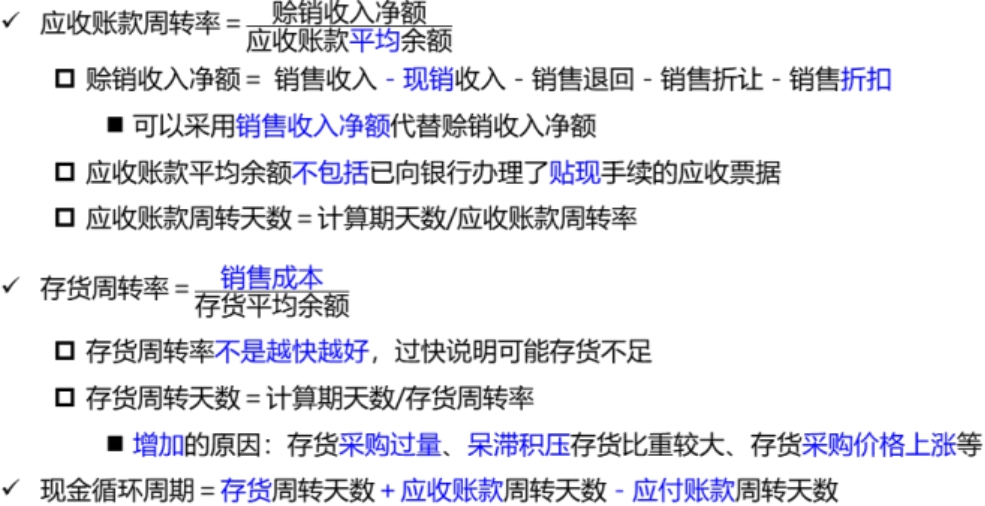 ✓ 应收账款周转率 = 赊销收入净额 / 应收账款平均余额
赊销收入净额 = 销售收入 - 现销收入 - 销售退回 - 销售折让 - 销售折扣
■ 可以采用销售收入净额代替赊销收入净额
应收账款平均余额不包括已向银行办理了贴现手续的应收票据
应收账款周转天数 = 计算期天数/应收账款周转率
✓ 存货周转率 = 销售成本 / 存货平均余额
存货周转率不是越快越好，过快说明可能存货不足
存货周转天数 = 计算期天数/存货周转率
■ 增加的原因：存货采购过量、呆滞积压存货比重较大、存货采购价格上涨等
✓ 现金循环周期 = 存货周转天数 + 应收账款周转天数 - 应付账款周转天数